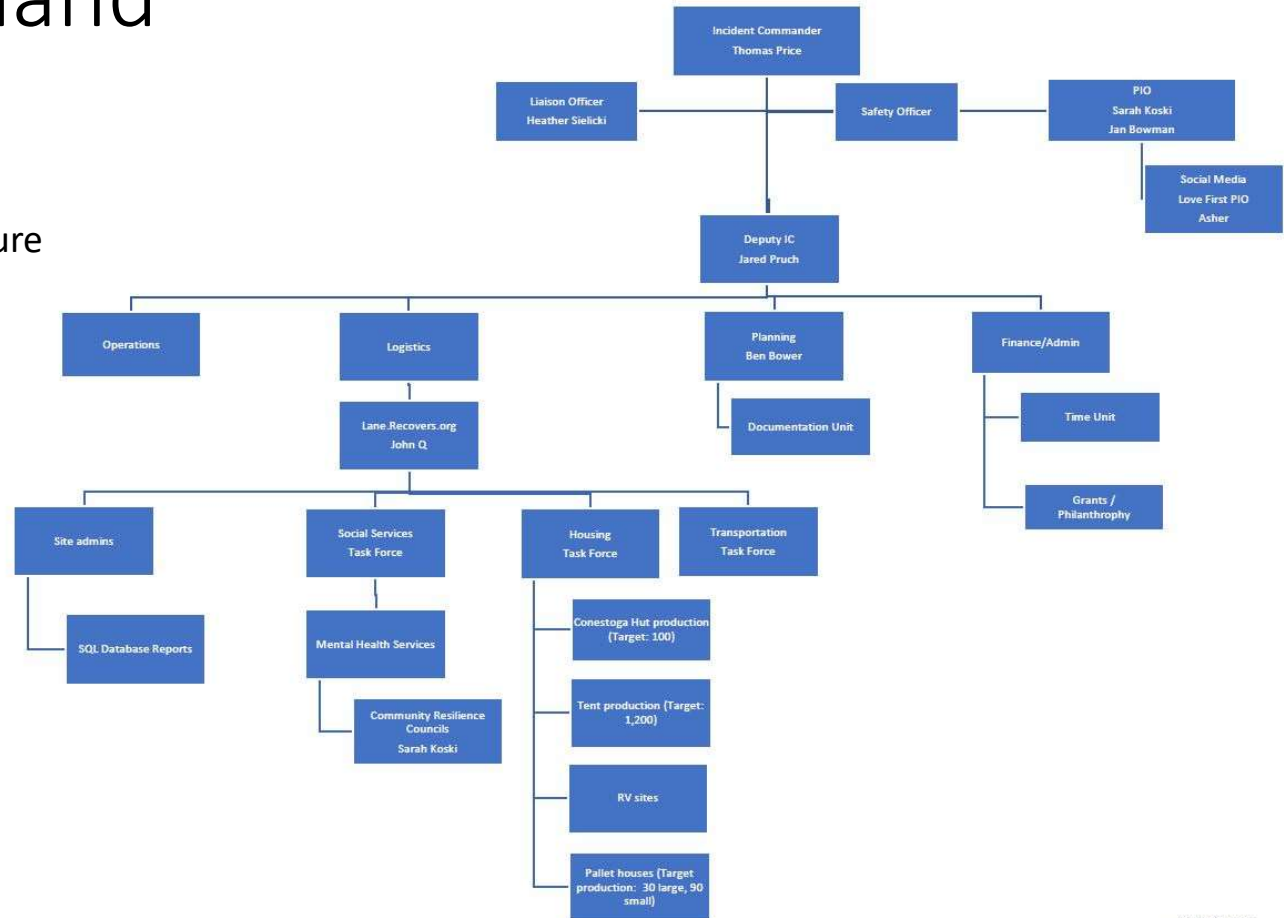 Incident Commander
Thomas Price
Liaison Officer
Heather Sielicki
Safety Officer
PIO
Sarah Koski
Jan Bowman
Social Media
Love First PIO
Asher
Deputy IC
Jared Pruch
Operations
Logistics
Planning
Ben Bower
Finance/Admin
Lane.Recovers.org
John Q
Documentation Unit
Time Unit
Grants /
Philanthrophy
Site admins
Social Services
Task Force
Housing
Task Force
Transportation
Task Force
SQL Database Reports
Mental Health Services
Community Resilience
Councils
Sarah Koski
Conestoga Hut production
(Target: 100)
Tent production (Target:
1,200)
RV sites
Pallet houses (Target
production: 30 large, 90
small)